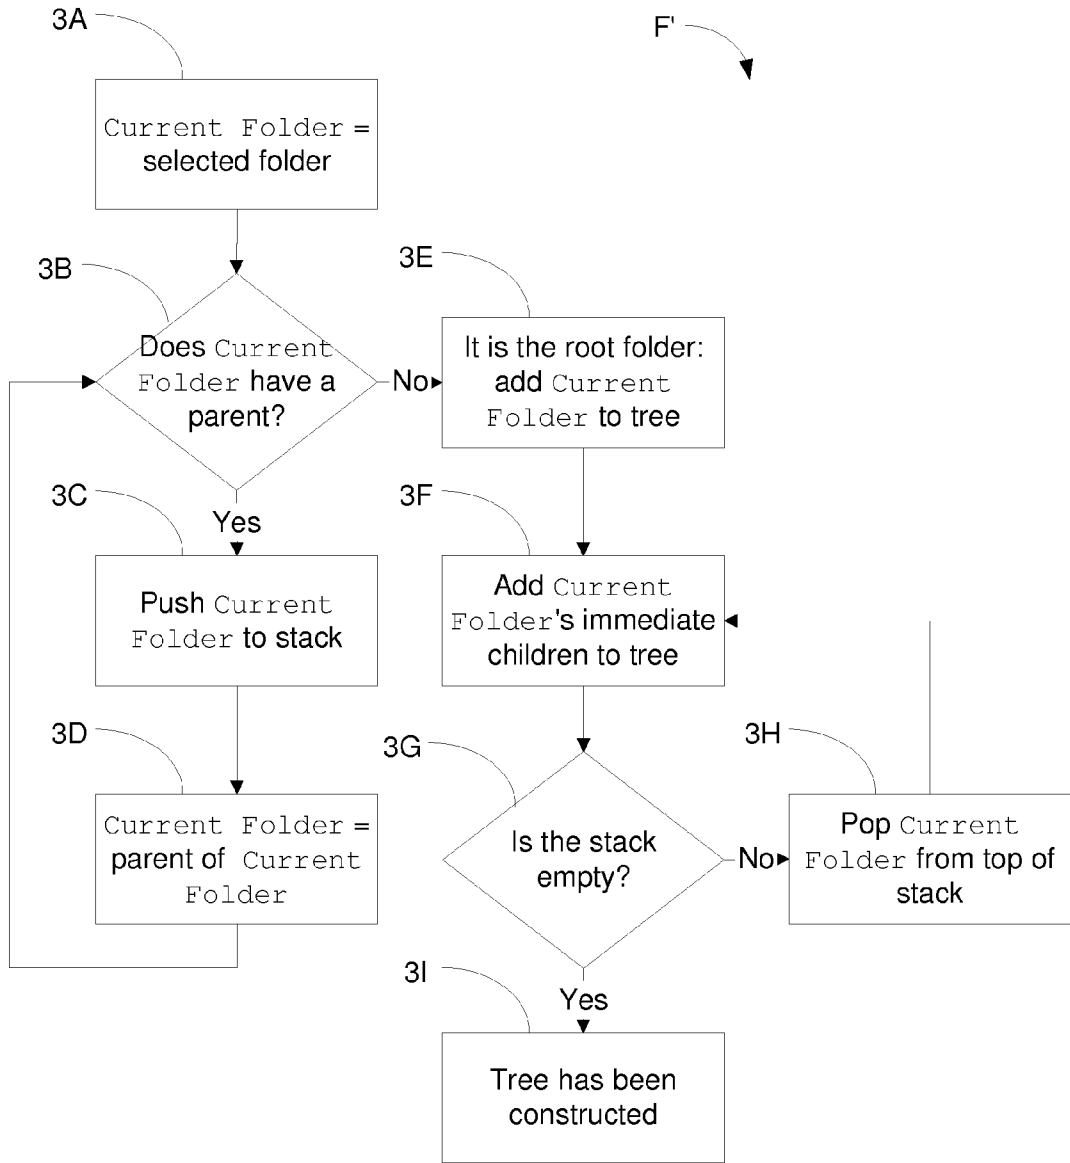 3A
F'
Current Folder =
selected folder
3B
Does Current
Folder have a
parent?
No
3E
It is the root folder:
add Current
Folder to tree
Yes
3C
Push Current
Folder to stack
3F
Add Current
Folder's immediate
children to tree
3D
Current Folder =
parent of Current
Folder
3G
Is the stack
empty?
No
3H
Pop Current
Folder from top of
stack
Yes
3I
Tree has been
constructed